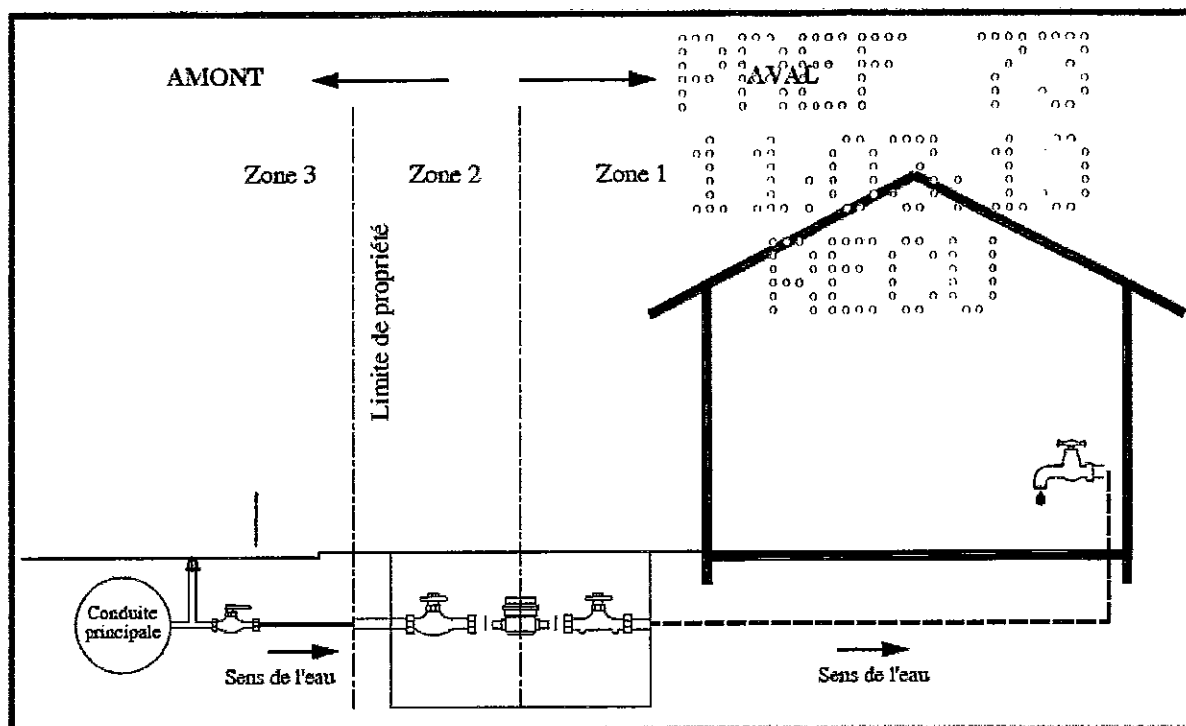 AMONT
AVAL
Zone 3
Zone 2
Zone 1
RECU
Limite de propriété
Conduite
principale
Sens de l'eau
Sens de l'eau